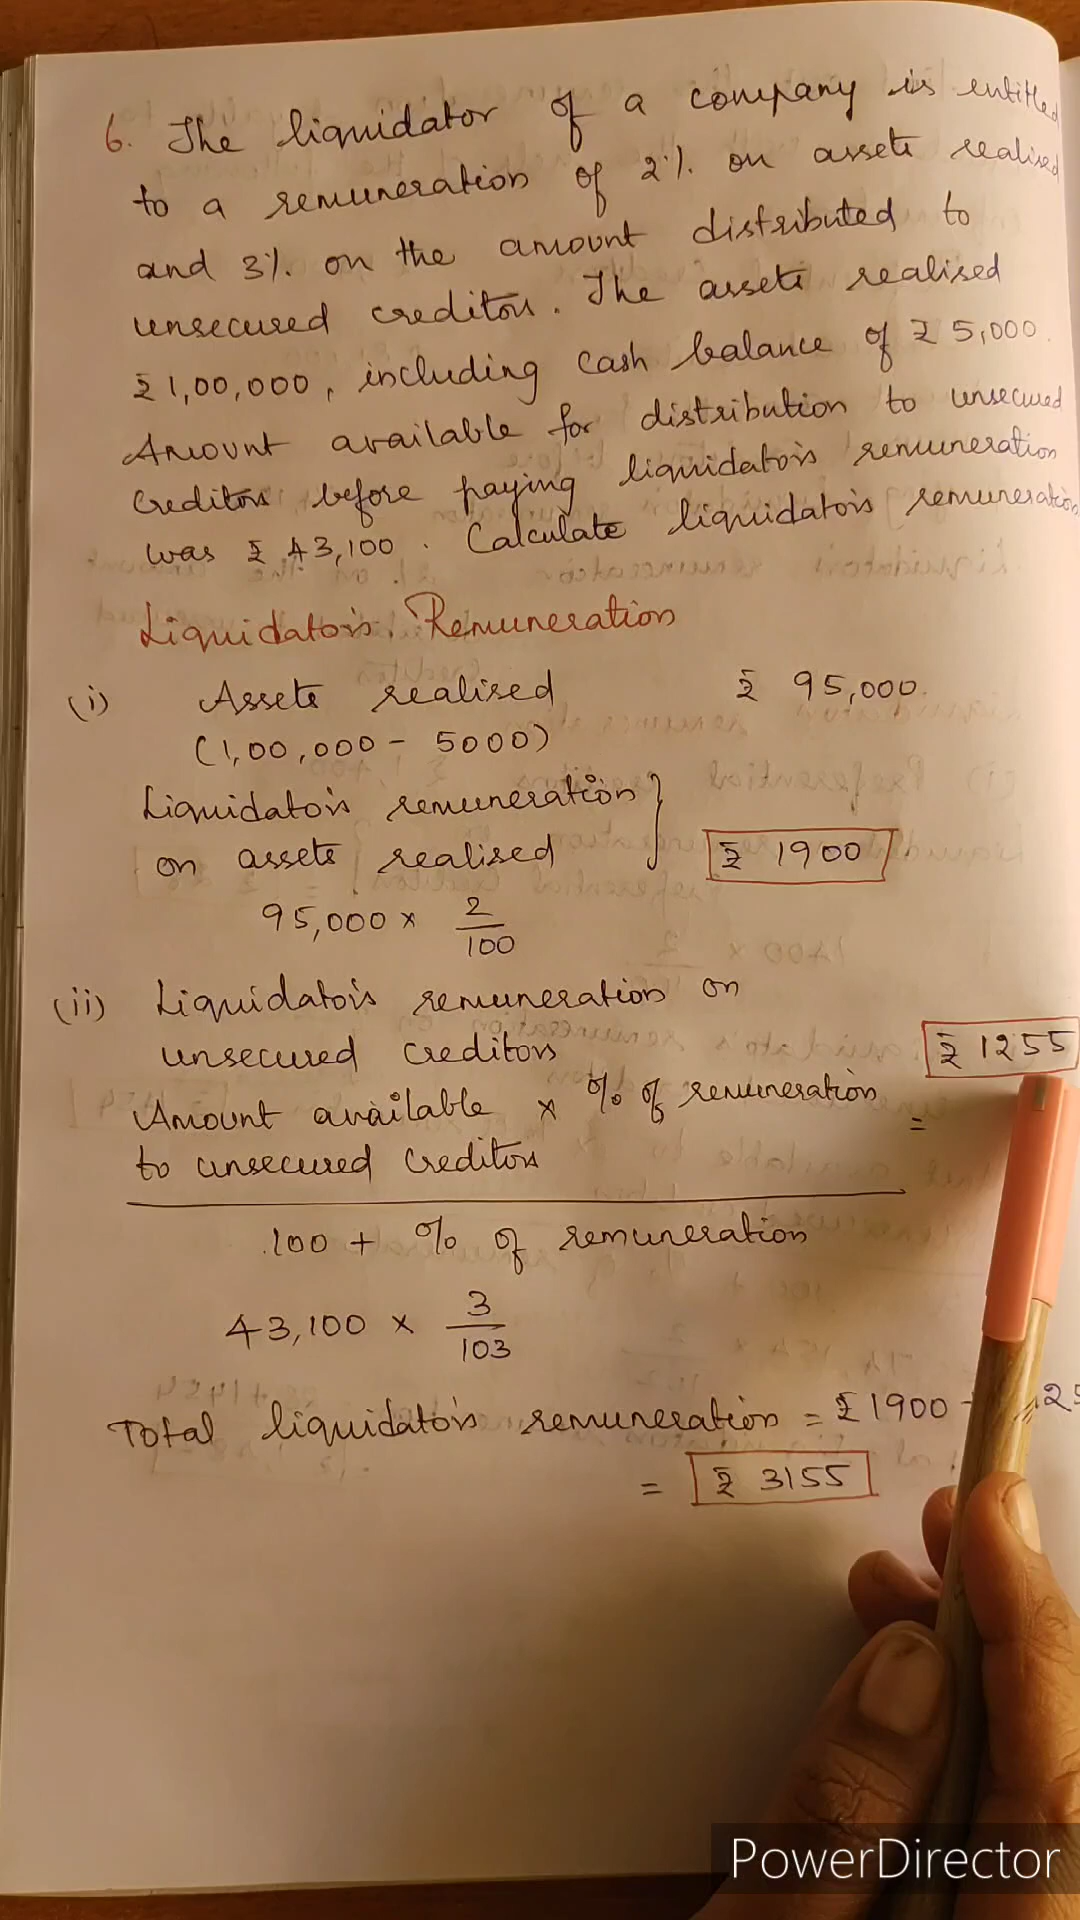 6. The liquidator of a company is entitled
to a remuneration of 2% on assets realised
and 3% on the amount distributed to
unsecured creditors. The assets realised
₹ 1,00,000, including cash balance of ₹ 5,000.
Amount available for distribution to unsecured
Creditors before paying liquidator's remuneration
was ₹ 43,100. Calculate liquidator's remuneration
Liquidator's Remuneration
(i) Assets realised ₹ 95,000.
(1,00,000 - 5000)
Liquidator's remuneration }
on assets realised ₹ 1900
95,000 × 2/100
(ii) Liquidator's remuneration on
unsecured creditors ₹ 1255
Amount available × % of remuneration =
to unsecured creditors
100 + % of remuneration
43,100 × 3/103
Total liquidator's remuneration = ₹ 1900 +
= ₹ 3155
PowerDirector